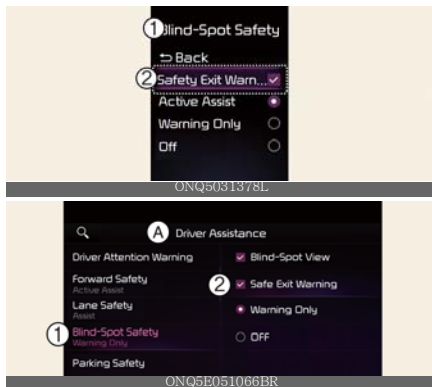 1 Blind-Spot Safety
Back
2 Safety Exit Warn...
Active Assist
Warning Only
Off
ONQ5031378L
A Driver Assistance
Driver Attention Warning
Blind-Spot View
Forward Safety
Active Assist
2 Safe Exit Warning
Lane Safety
Assist
Warning Only
1 Blind-Spot Safety
Warning Only
OFF
Parking Safety
ONQ5E051066BR